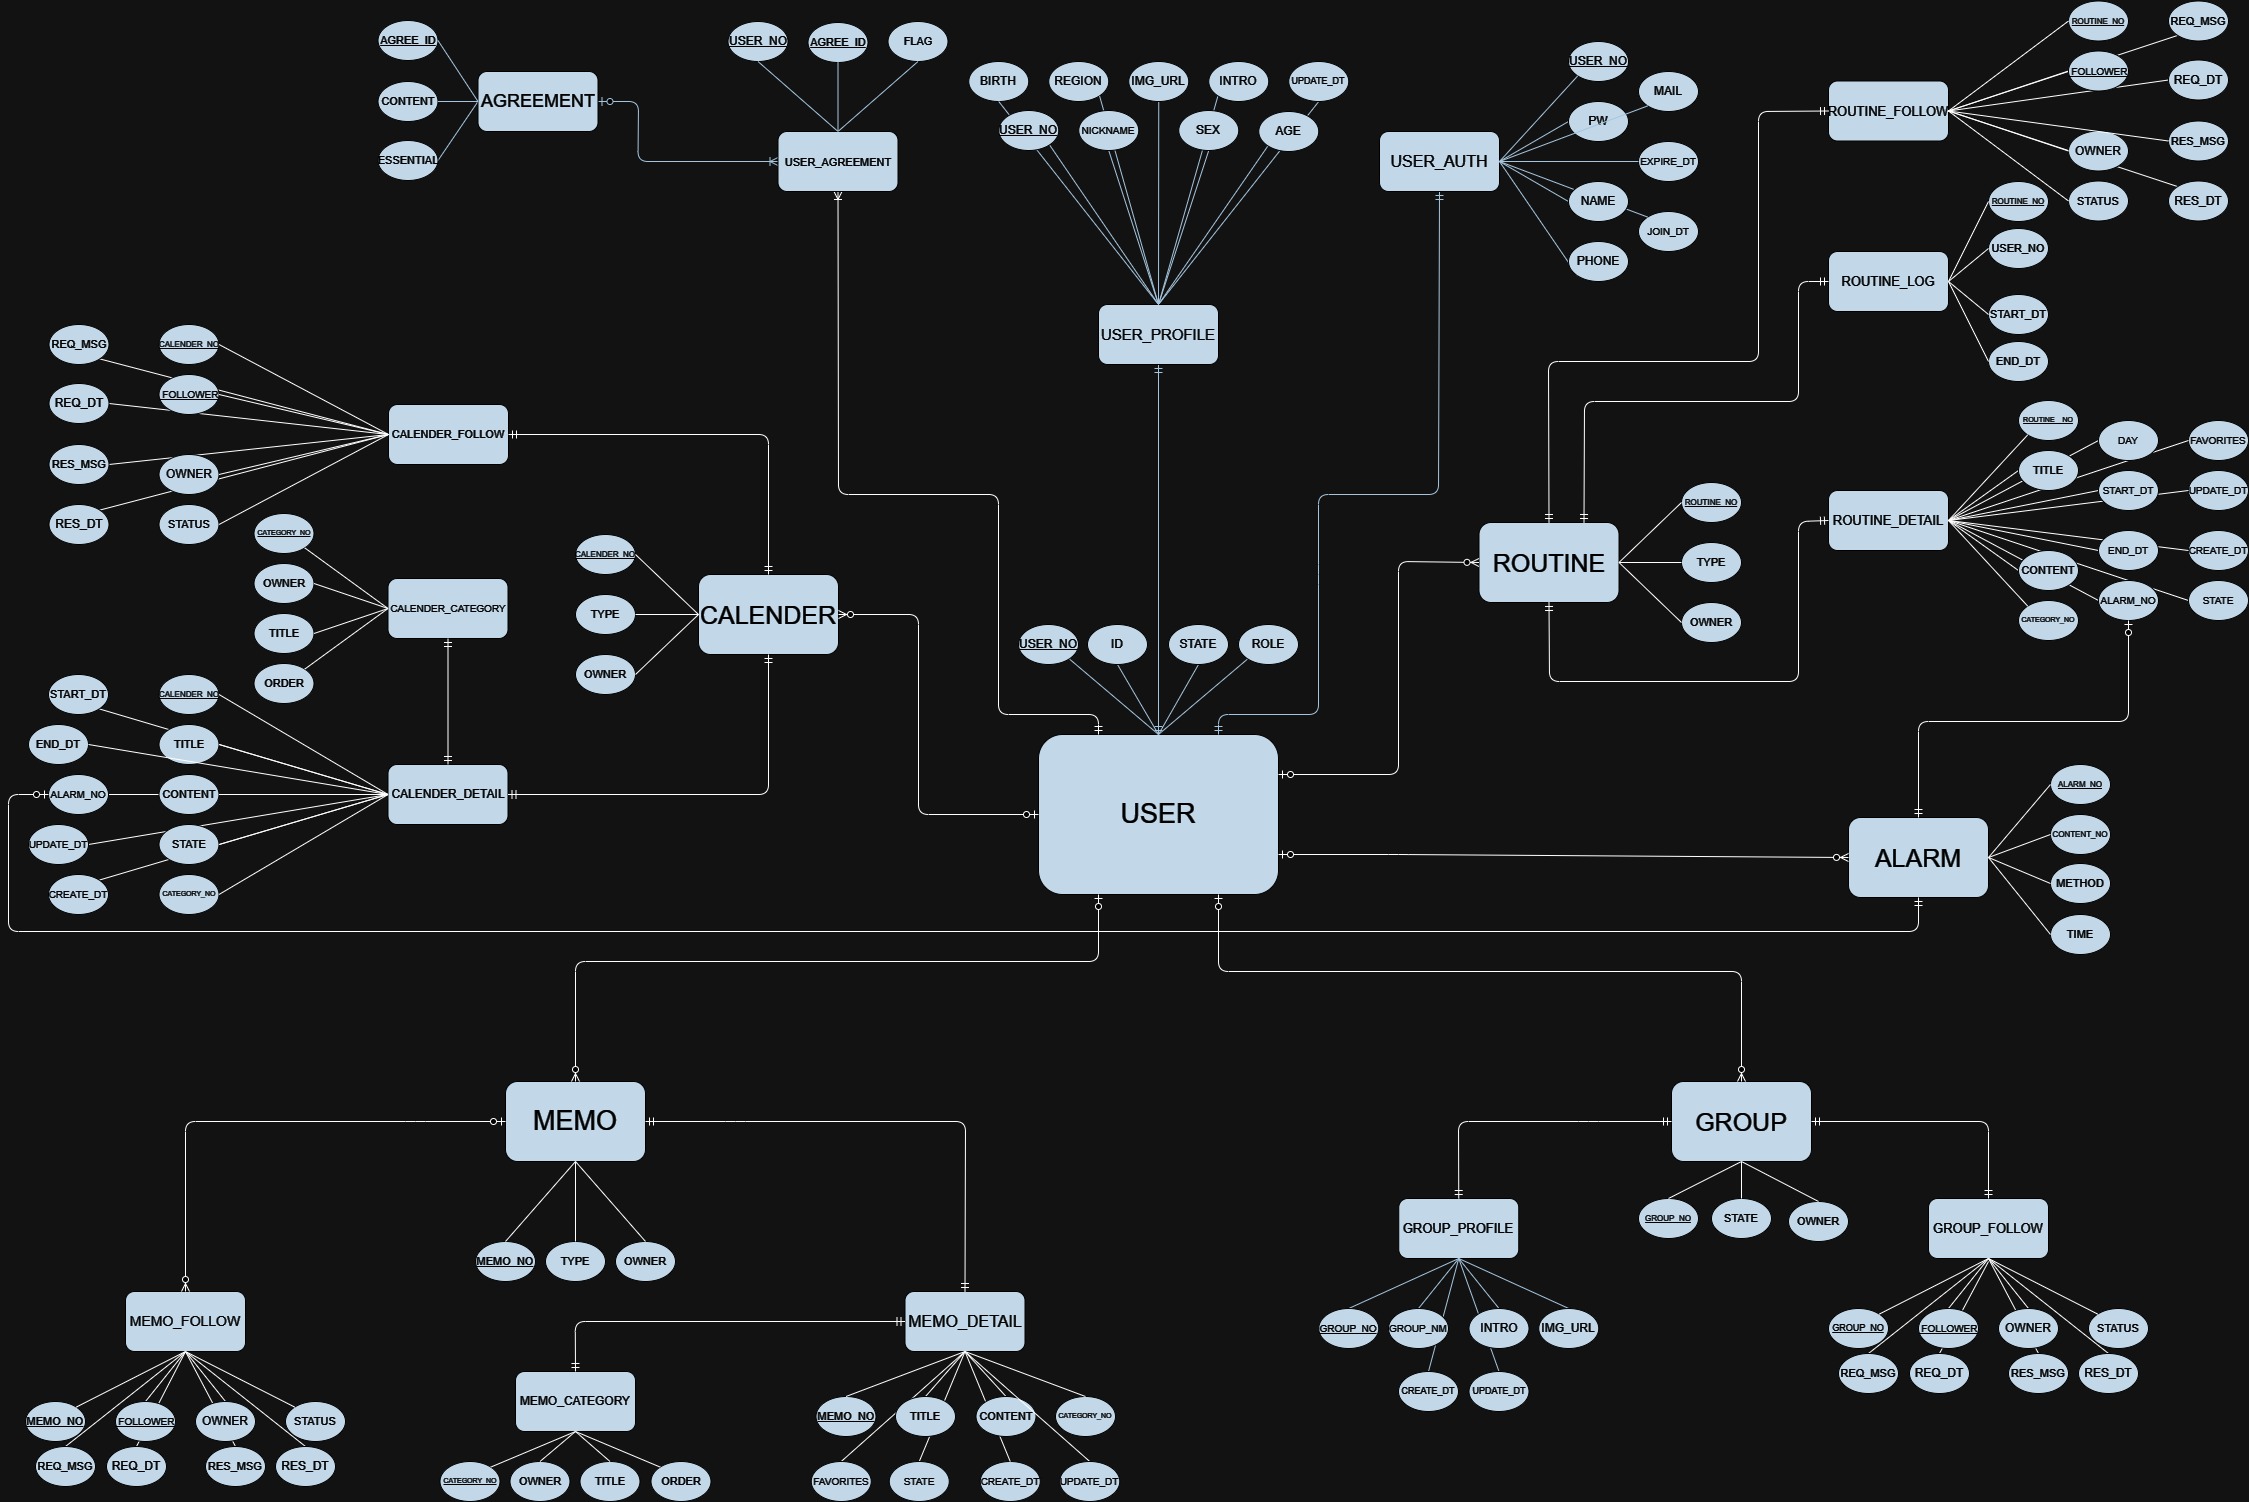 AGREE_ID
CONTENT
ESSENTIAL
AGREEMENT
USER_NO
AGREE_ID
FLAG
USER_AGREEMENT
BIRTH
REGION
IMG_URL
INTRO
UPDATE_DT
USER_NO
NICKNAME
SEX
AGE
USER_PROFILE
USER_AUTH
USER_NO
MAIL
PW
EXPIRE_DT
NAME
JOIN_DT
PHONE
ROUTINE_FOLLOW
ROUTINE_NO
REQ_MSG
FOLLOWER
REQ_DT
RES_MSG
OWNER
STATUS
RES_DT
ROUTINE_LOG
ROUTINE_NO
USER_NO
START_DT
END_DT
REQ_MSG
CALENDER_NO
REQ_DT
FOLLOWER
RES_MSG
OWNER
RES_DT
STATUS
CALENDER_FOLLOW
CATEGORY_NO
OWNER
TITLE
ORDER
CALENDER_CATEGORY
CALENDER_NO
TYPE
OWNER
CALENDER
START_DT
CALENDER_NO
END_DT
TITLE
ALARM_NO
CONTENT
UPDATE_DT
STATE
CREATE_DT
CATEGORY_NO
CALENDER_DETAIL
USER_NO
ID
STATE
ROLE
USER
ROUTINE
ROUTINE_NO
TYPE
OWNER
ROUTINE_DETAIL
ROUTINE _NO
DAY
FAVORITES
TITLE
START_DT
UPDATE_DT
END_DT
CREATE_DT
CONTENT
ALARM_NO
STATE
CATEGORY_NO
ALARM
ALARM_NO
CONTENT_NO
METHOD
TIME
MEMO
MEMO_NO
TYPE
OWNER
MEMO_FOLLOW
MEMO_NO
FOLLOWER
OWNER
STATUS
REQ_MSG
REQ_DT
RES_MSG
RES_DT
MEMO_CATEGORY
CATEGORY_NO
OWNER
TITLE
ORDER
MEMO_DETAIL
MEMO_NO
TITLE
CONTENT
CATEGORY_NO
FAVORITES
STATE
CREATE_DT
UPDATE_DT
GROUP
GROUP_NO
STATE
OWNER
GROUP_PROFILE
GROUP_NO
GROUP_NM
INTRO
IMG_URL
CREATE_DT
UPDATE_DT
GROUP_FOLLOW
GROUP_NO
FOLLOWER
OWNER
STATUS
REQ_MSG
REQ_DT
RES_MSG
RES_DT